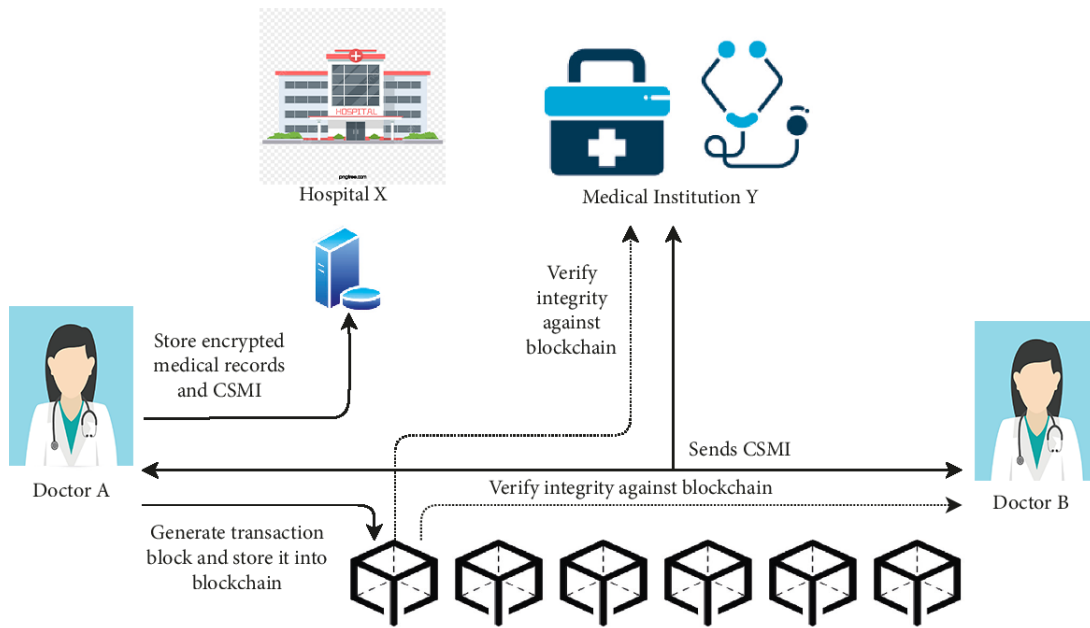 HOSPITAL
pngtree.com
Hospital X
Medical Institution Y
Verify
integrity
against
blockchain
Store encrypted
medical records
and CSMI
Sends CSMI
Doctor A
Verify integrity against blockchain
Doctor B
Generate transaction
block and store it into
blockchain